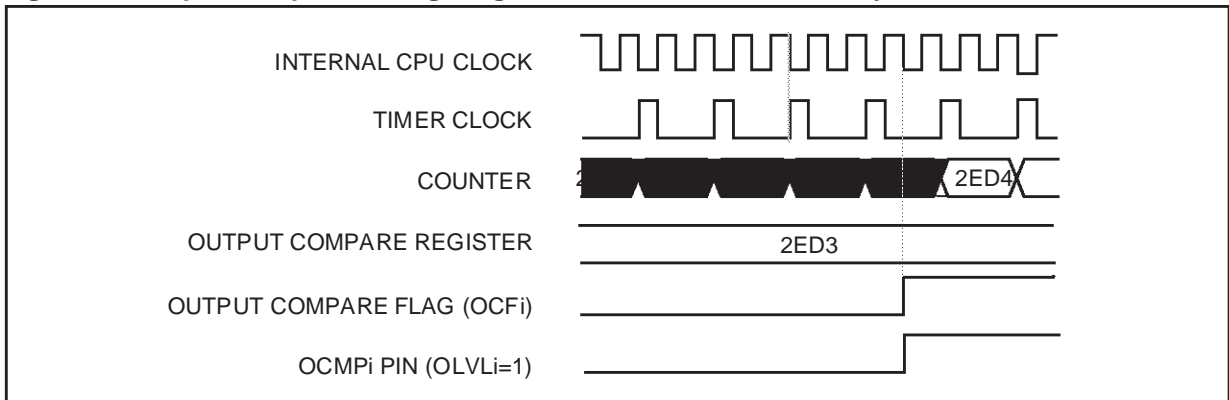 INTERNAL CPU CLOCK
TIMER CLOCK
COUNTER
2ED4
OUTPUT COMPARE REGISTER
2ED3
OUTPUT COMPARE FLAG (OCFi)
OCMPi PIN (OLVLi=1)